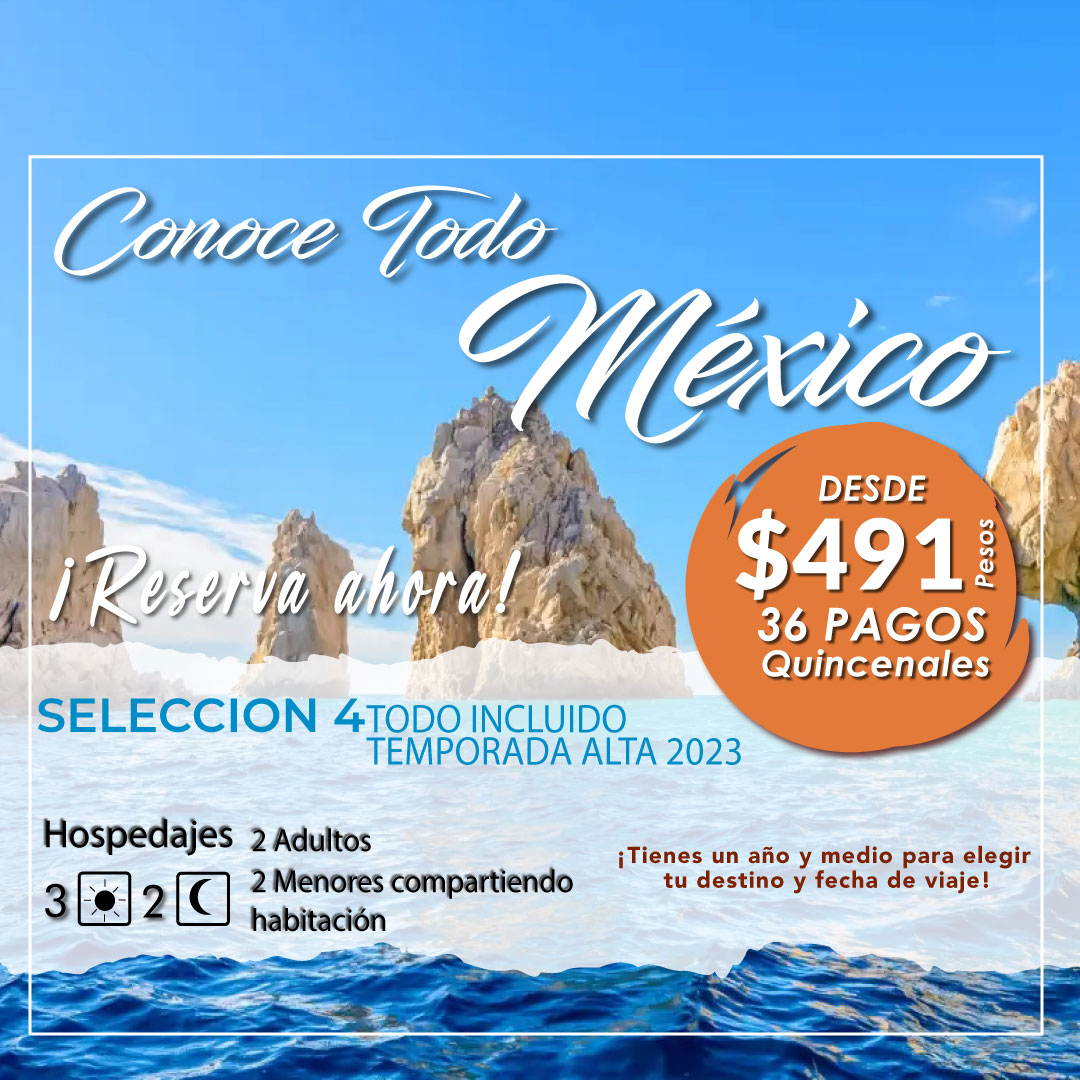 Conoce Todo
México
DESDE
$491 Pesos
36 PAGOS
Quincenales
¡Reserva ahora!
SELECCION 4 TODO INCLUIDO
TEMPORADA ALTA 2023
Hospedajes
3 2
2 Adultos
2 Menores compartiendo
habitación
¡Tienes un año y medio para elegir
tu destino y fecha de viaje!